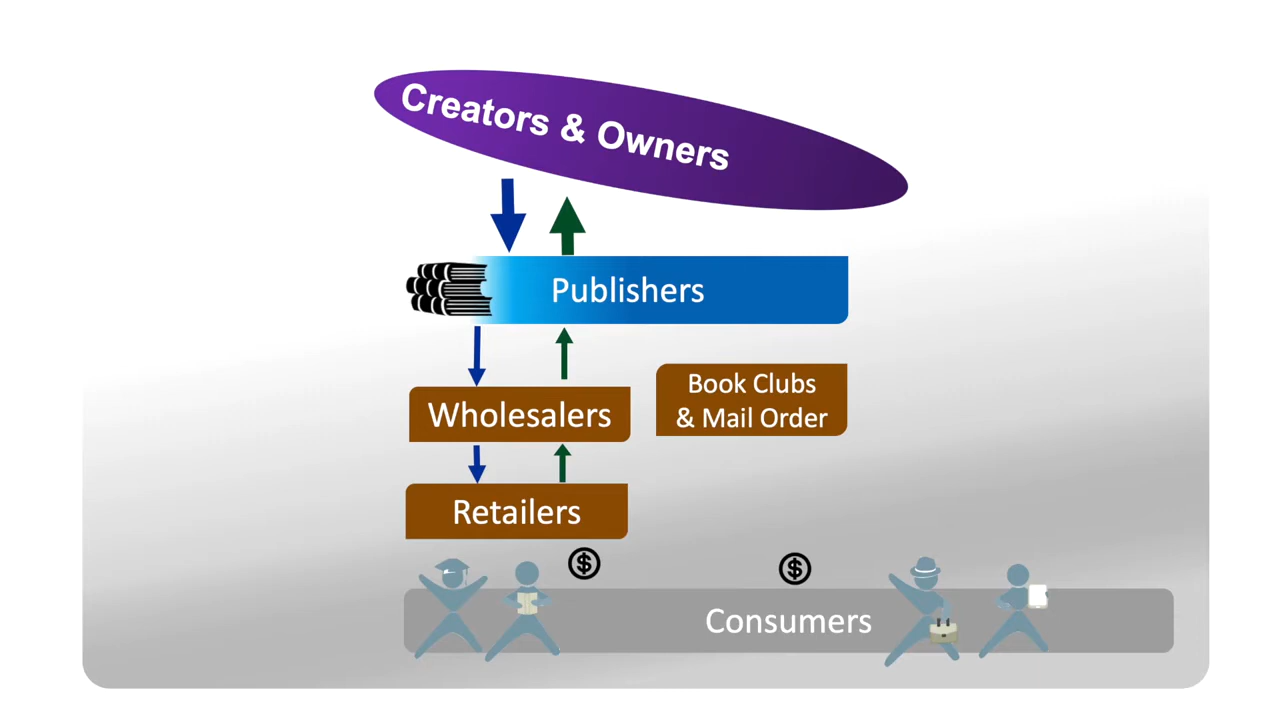 Creators & Owners
Publishers
Book Clubs
& Mail Order
Wholesalers
Retailers
$
$
Consumers